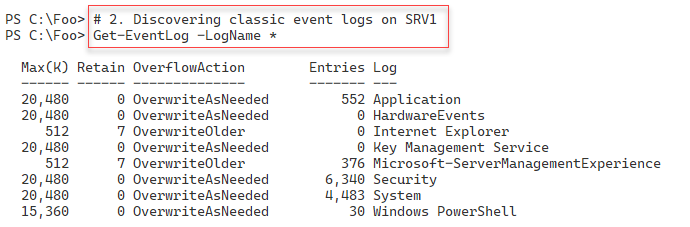 PS C:\Foo> # 2. Discovering classic event logs on SRV1
PS C:\Foo> Get-EventLog -LogName *
Max(K) Retain OverflowAction Entries Log
------ ------ -------------- ------- ---
20,480 0 OverwriteAsNeeded 552 Application
20,480 0 OverwriteAsNeeded 0 HardwareEvents
512 7 OverwriteOlder 0 Internet Explorer
20,480 0 OverwriteAsNeeded 0 Key Management Service
512 7 OverwriteOlder 376 Microsoft-ServerManagementExperience
20,480 0 OverwriteAsNeeded 6,340 Security
20,480 0 OverwriteAsNeeded 4,483 System
15,360 0 OverwriteAsNeeded 30 Windows PowerShell